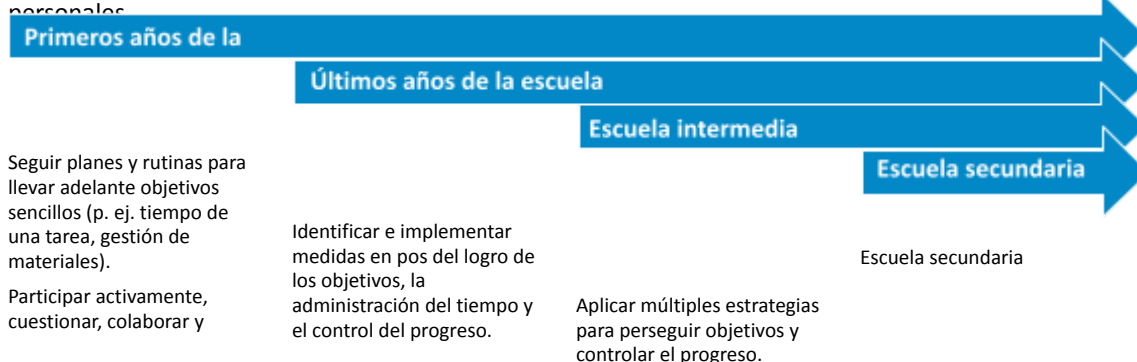 personales
Primeros años de la
Últimos años de la escuela
Escuela intermedia
Escuela secundaria
Seguir planes y rutinas para
llevar adelante objetivos
sencillos (p. ej. tiempo de
una tarea, gestión de
materiales).
Participar activamente,
cuestionar, colaborar y
Identificar e implementar
medidas en pos del logro de
los objetivos, la
administración del tiempo y
el control del progreso.
Aplicar múltiples estrategias
para perseguir objetivos y
controlar el progreso.
Escuela secundaria